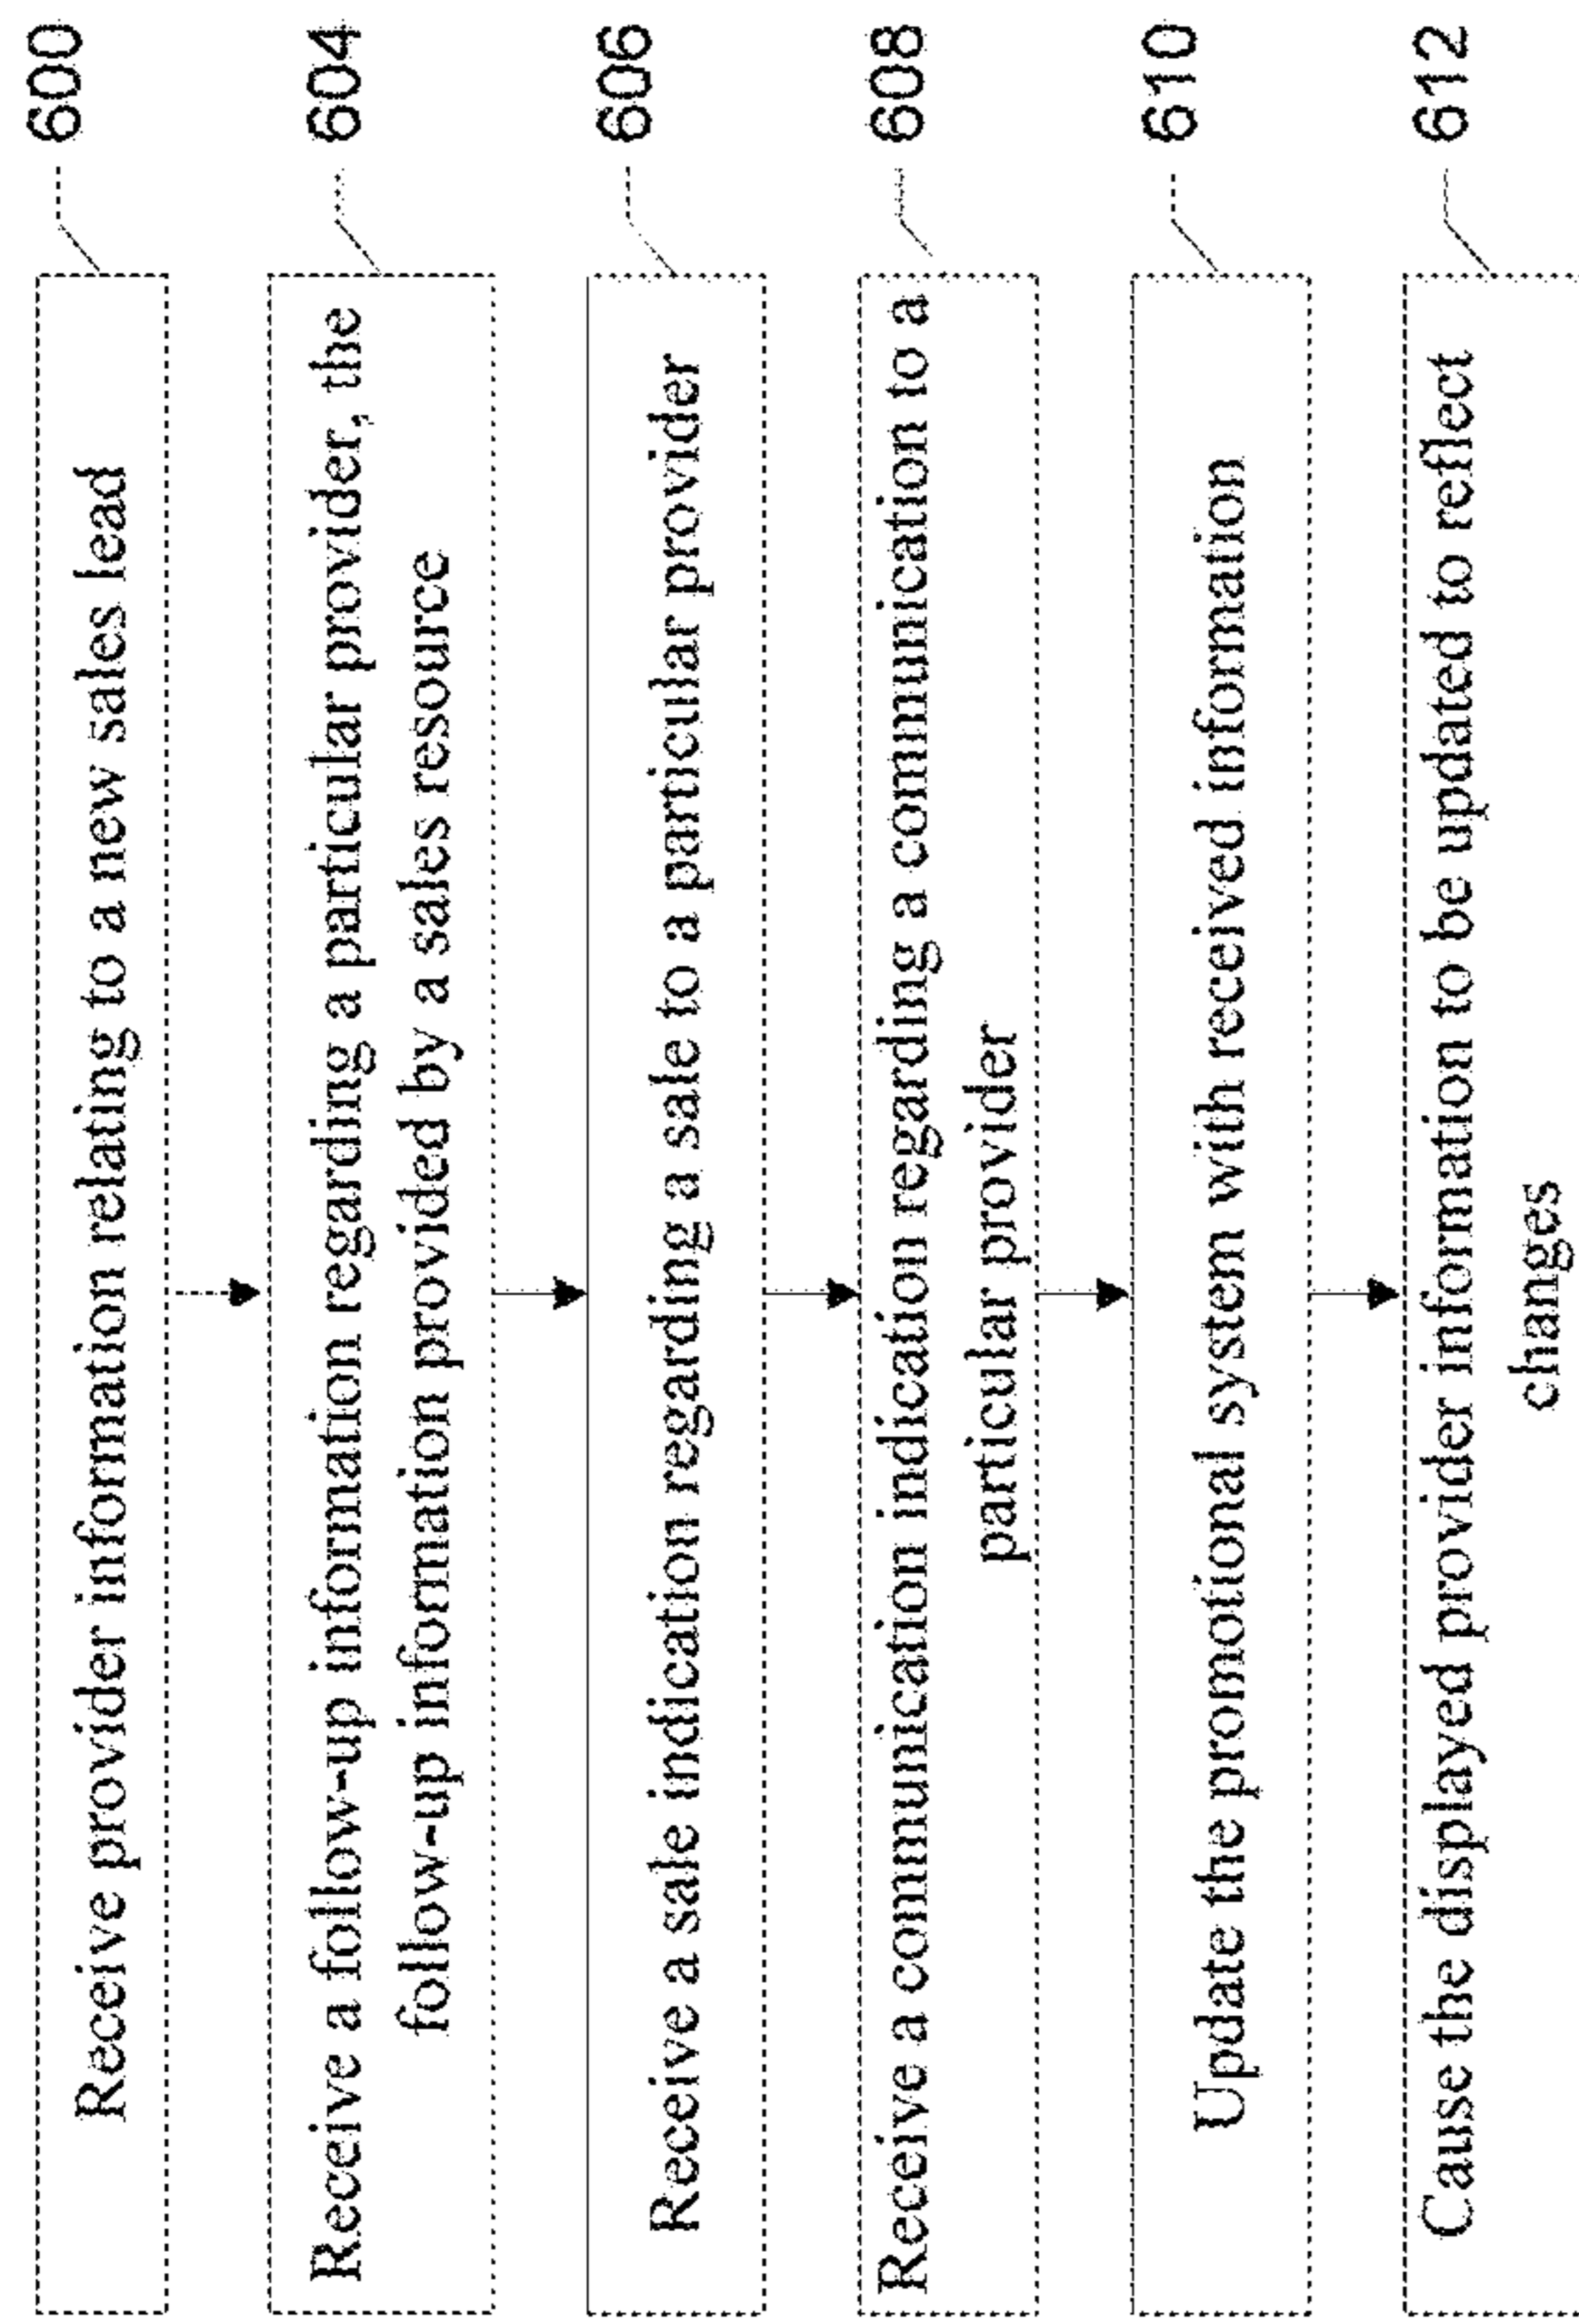 Receive provider information relating to a new sales lead
600
Receive a follow-up information regarding a particular provider, the
follow-up information provided by a sales resource
604
Receive a sale indication regarding a sale to a particular provider
606
Receive a communication indication regarding a communication to a
particular provider
608
Update the promotional system with received information
610
Cause the displayed provider information to be updated to reflect
changes
612